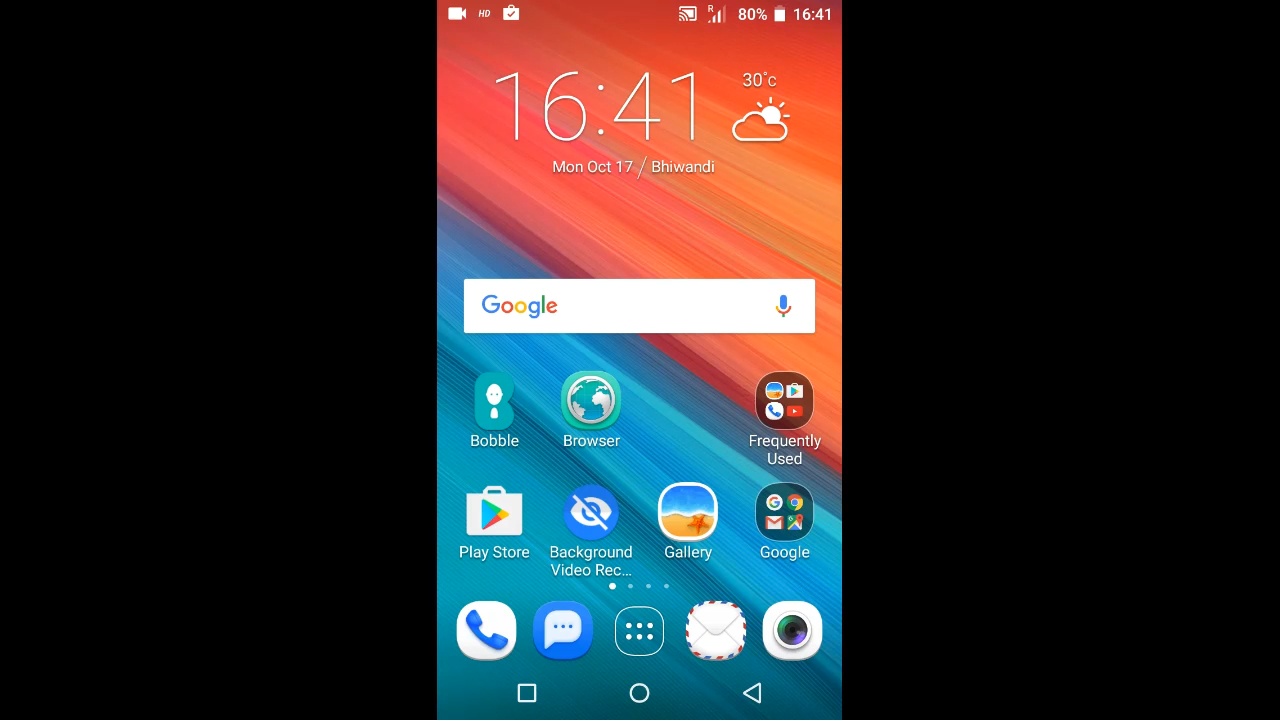 HD R 80% 16:41
16:41 30°C
Mon Oct 17 / Bhiwandi
Google
Bobble Browser Frequently
Used
Play Store Background Gallery Google
Video Rec...